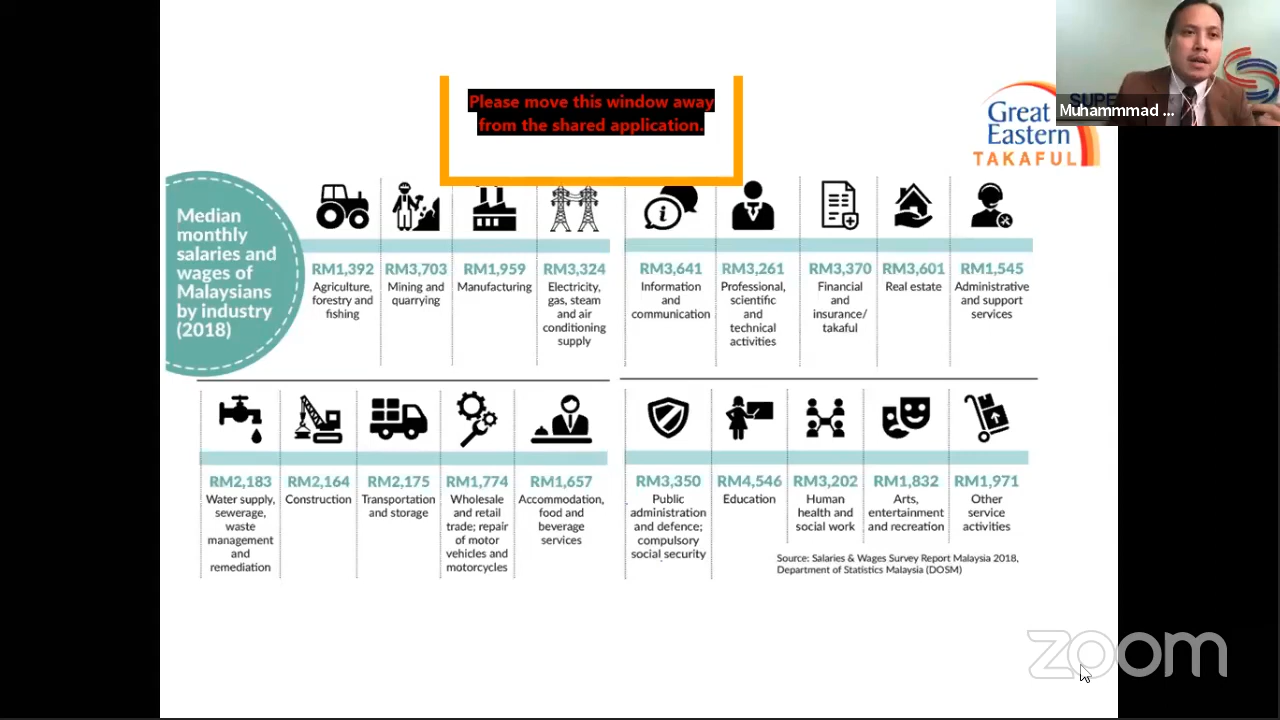 Please move this window away
from the shared application.
Muhammmad ...
SUPE
Great
Eastern
TAKAFUL
Median
monthly
salaries and
wages of
Malaysians
by industry
(2018)
RM1,392
Agriculture,
forestry and
fishing
RM3,703
Mining and
quarrying
RM1,959
Manufacturing
RM3,324
Electricity,
gas, steam
and air
conditioning
supply
RM3,641
Information
and
communication
RM3,261
Professional,
scientific
and
technical
activities
RM3,370
Financial
and
insurance/
takaful
RM3,601
Real estate
RM1,545
Administrative
and support
services
RM2,183
Water supply,
sewerage,
waste
management
and
remediation
RM2,164
Construction
RM2,175
Transportation
and storage
RM1,774
Wholesale
and retail
trade; repair
of motor
vehicles and
motorcycles
RM1,657
Accommodation,
food and
beverage
services
RM3,350
Public
administration
and defence;
compulsory
social security
RM4,546
Education
RM3,202
Human
health and
social work
RM1,832
Arts,
entertainment
and recreation
RM1,971
Other
service
activities
Source: Salaries & Wages Survey Report Malaysia 2018,
Department of Statistics Malaysia (DOSM)
zoom